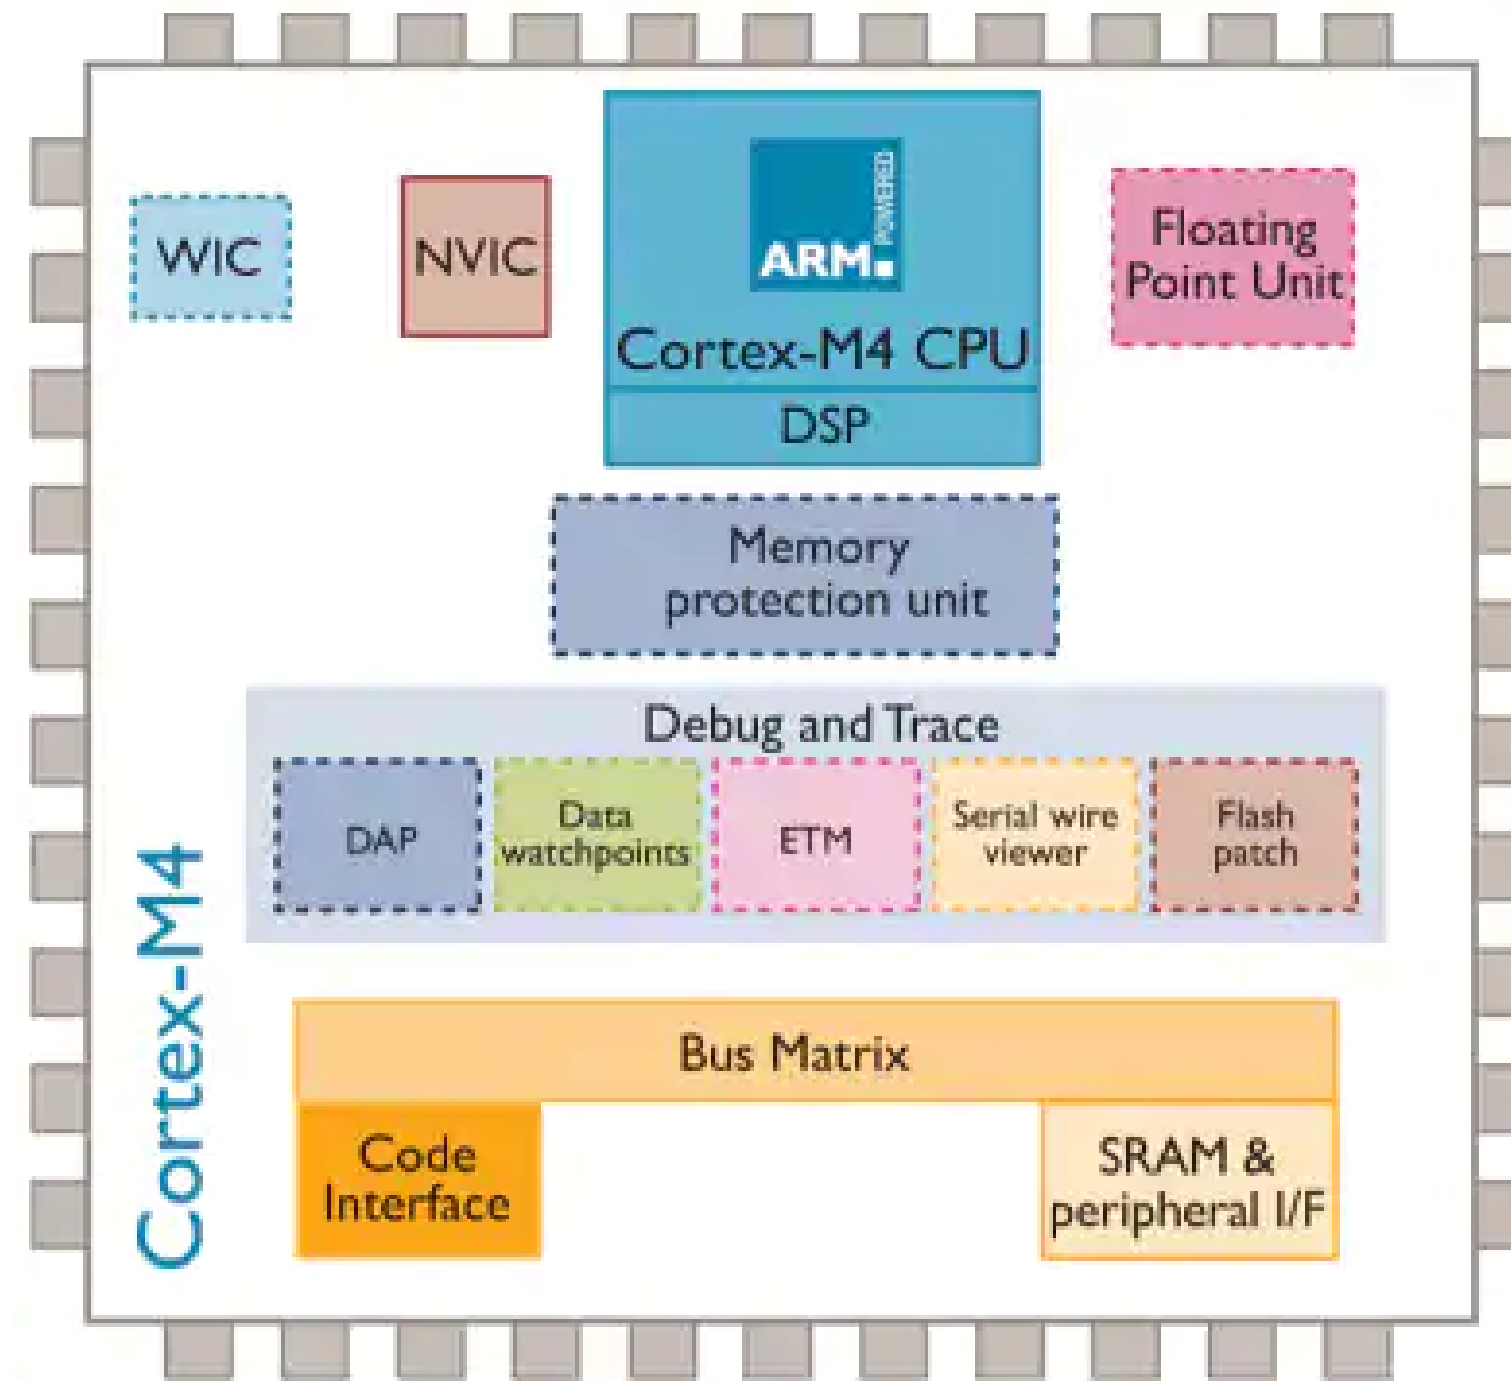 WIC
NVIC
ARM
POWERED
Cortex-M4 CPU
DSP
Floating
Point Unit
Memory
protection unit
Debug and Trace
DAP
Data
watchpoints
ETM
Serial wire
viewer
Flash
patch
Cortex-M4
Bus Matrix
Code
Interface
SRAM &
peripheral I/F